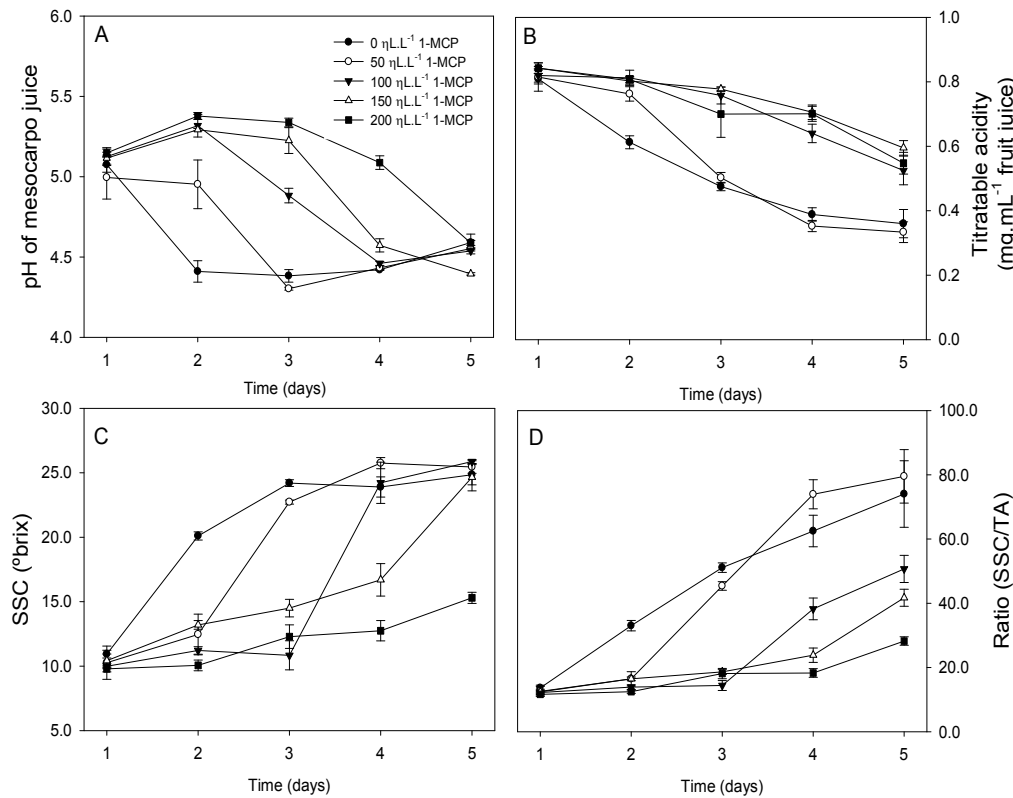 A
pH of mesocarpo juice
6.0
5.5
5.0
4.5
4.0
0 ηL.L⁻¹ 1-MCP
50 ηL.L⁻¹ 1-MCP
100 ηL.L⁻¹ 1-MCP
150 ηL.L⁻¹ 1-MCP
200 ηL.L⁻¹ 1-MCP
1 2 3 4 5
Time (days)
B
1.0
0.8
0.6
0.4
0.2
0.0
Titratable acidity
(mg.mL⁻¹ fruit juice)
1 2 3 4 5
Time (days)
C
SSC (ºbrix)
30.0
25.0
20.0
15.0
10.0
5.0
1 2 3 4 5
Time (days)
D
100.0
80.0
60.0
40.0
20.0
0.0
Ratio (SSC/TA)
1 2 3 4 5
Time (days)